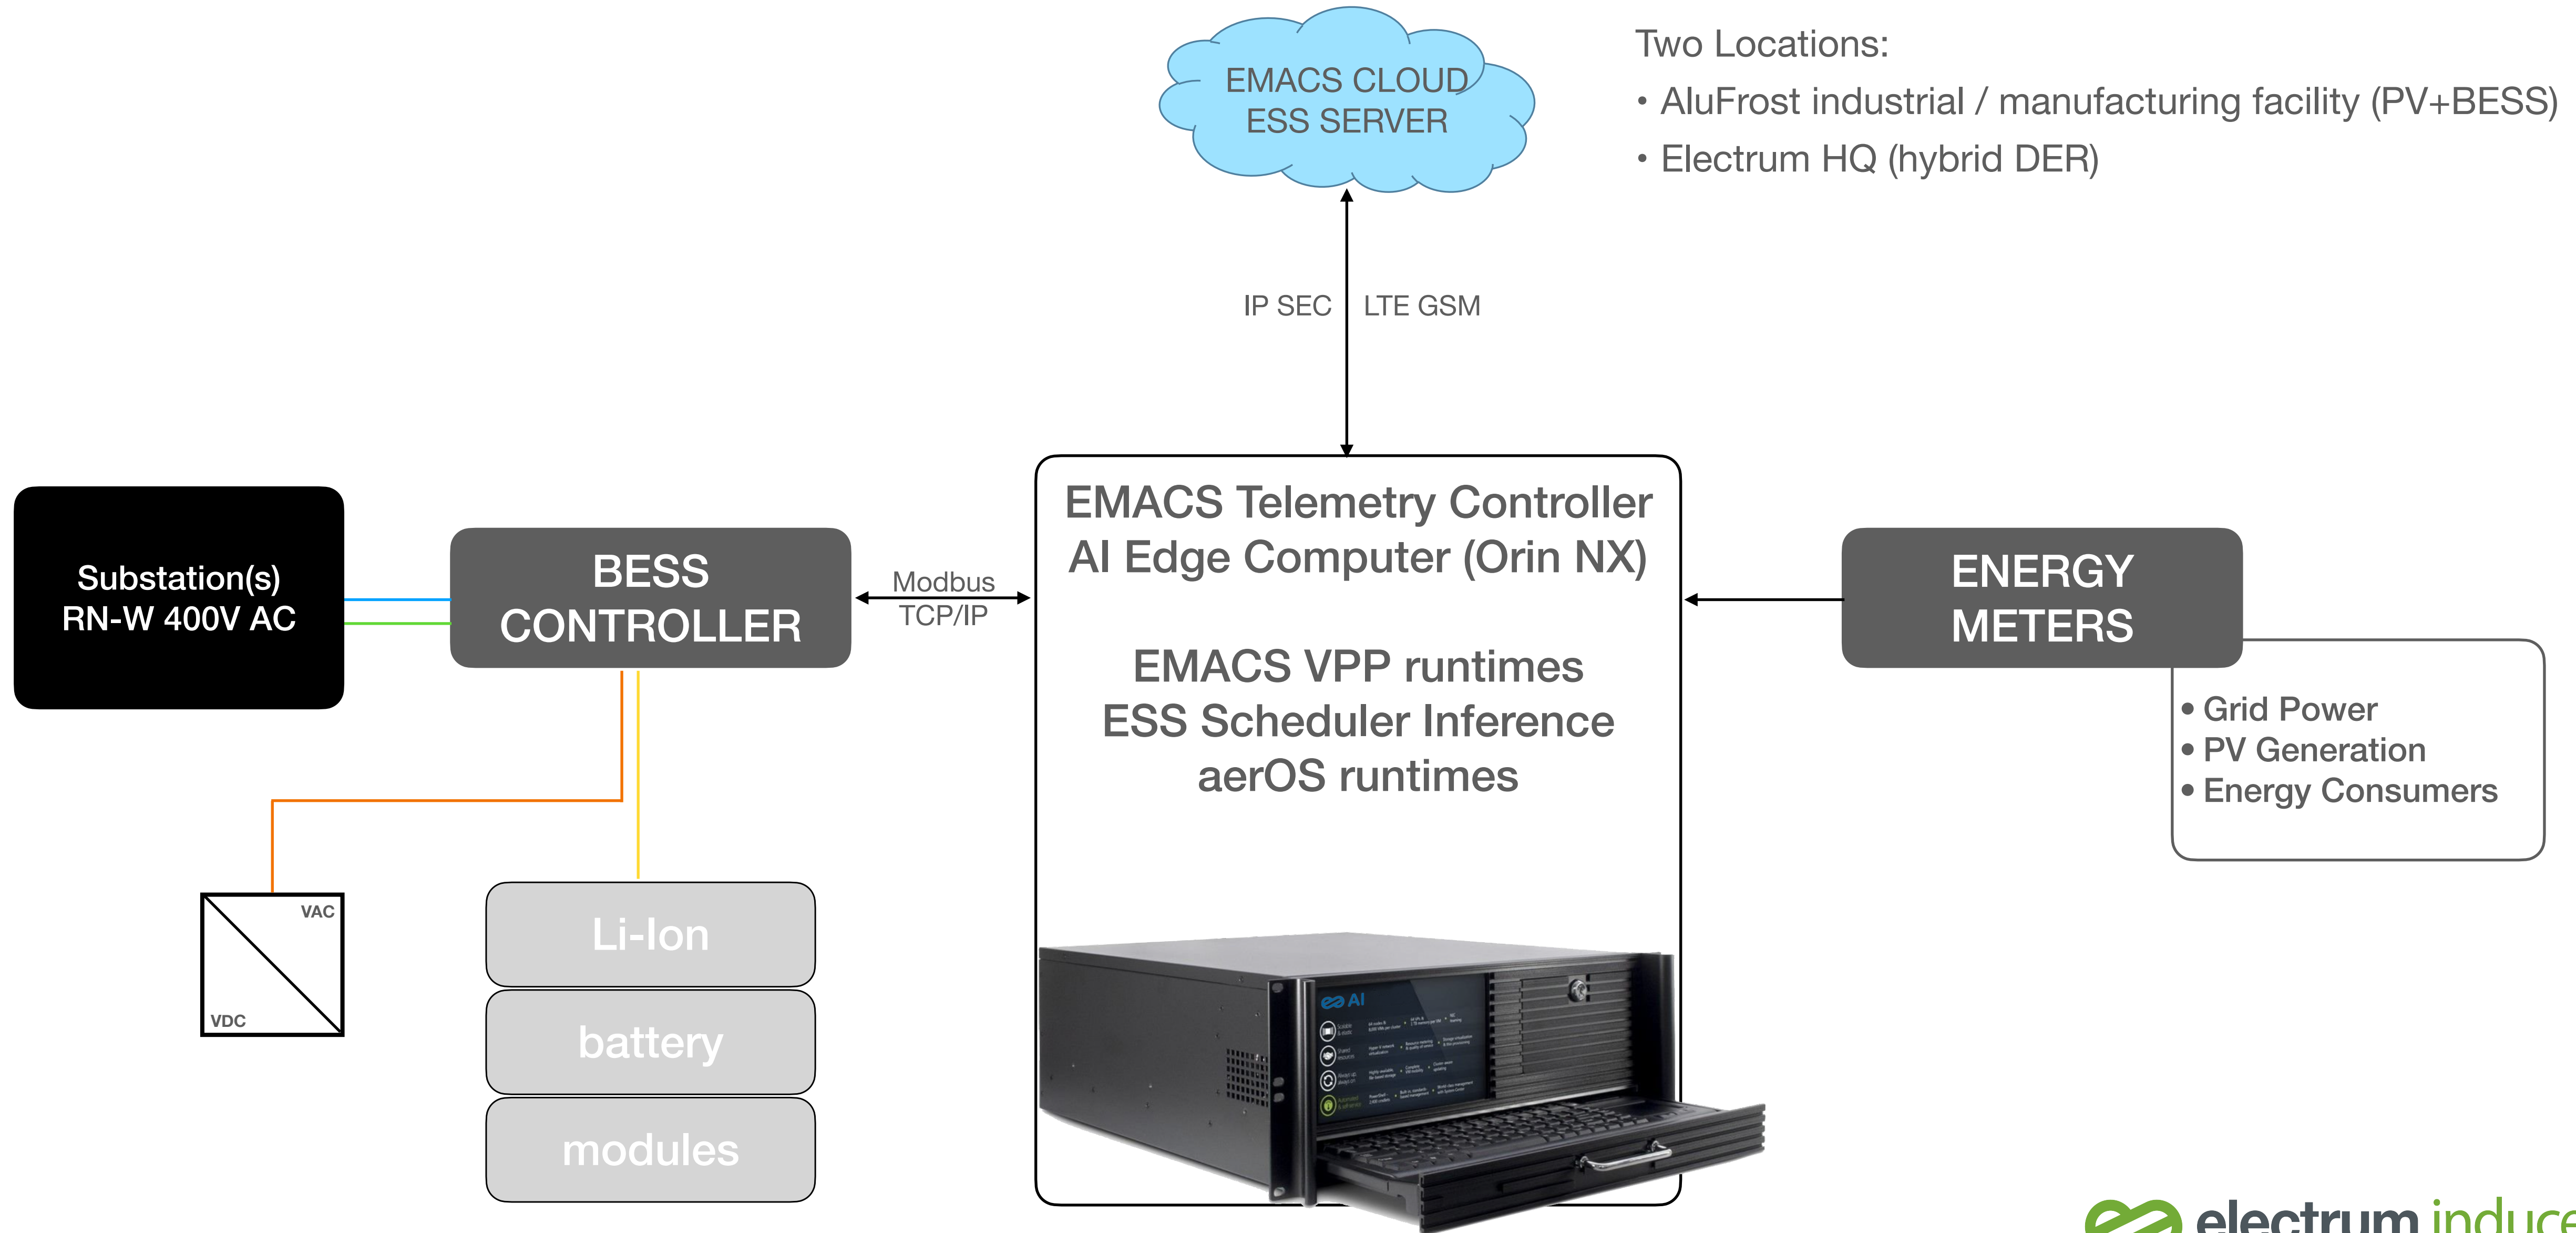 EMACS CLOUD
ESS SERVER
Two Locations:
• AluFrost industrial / manufacturing facility (PV+BESS)
• Electrum HQ (hybrid DER)
IP SEC
LTE GSM
Substation(s)
RN-W 400V AC
BESS
CONTROLLER
Modbus
TCP/IP
EMACS Telemetry Controller
AI Edge Computer (Orin NX)
EMACS VPP runtimes
ESS Scheduler Inference
aerOS runtimes
ENERGY
METERS
• Grid Power
• PV Generation
• Energy Consumers
VAC
VDC
Li-Ion
battery
modules
AI
electrum induce